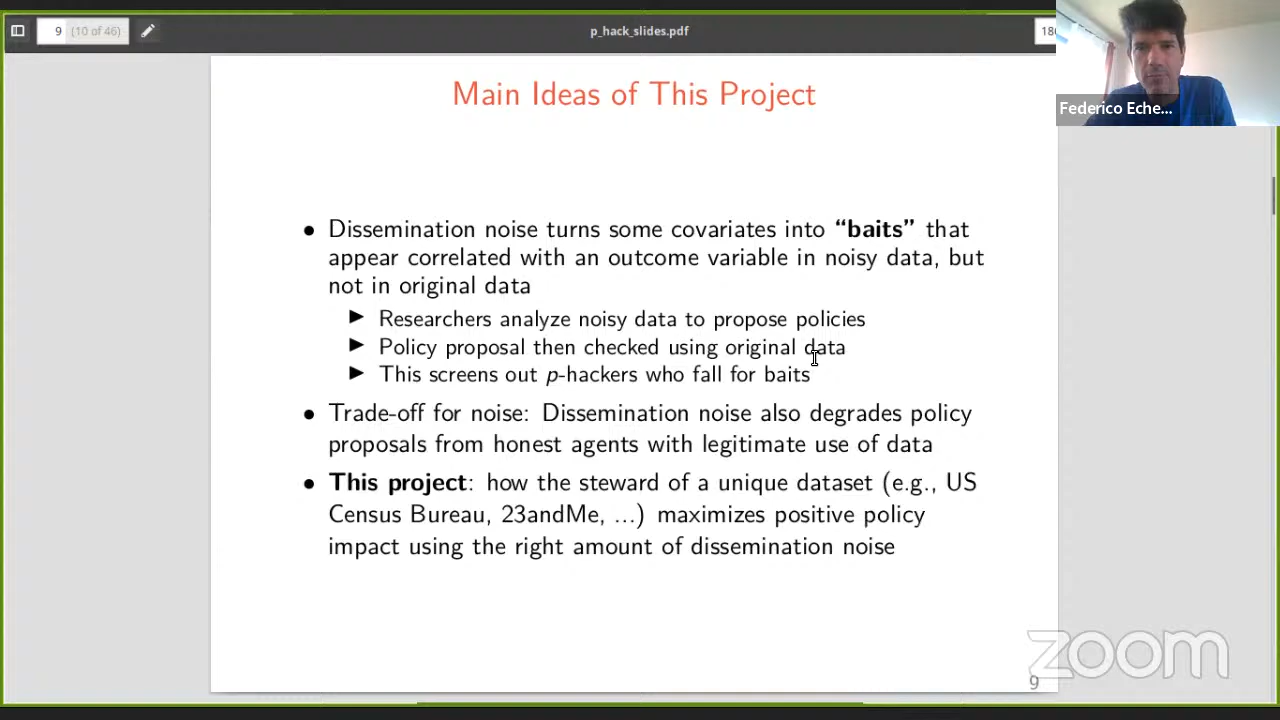 9 (10 of 46)
p_hack_slides.pdf
Federico Eche...
Main Ideas of This Project
• Dissemination noise turns some covariates into “baits” that
appear correlated with an outcome variable in noisy data, but
not in original data
▶ Researchers analyze noisy data to propose policies
▶ Policy proposal then checked using original data
▶ This screens out p-hackers who fall for baits
• Trade-off for noise: Dissemination noise also degrades policy
proposals from honest agents with legitimate use of data
• This project: how the steward of a unique dataset (e.g., US
Census Bureau, 23andMe, ...) maximizes positive policy
impact using the right amount of dissemination noise
zoom
9